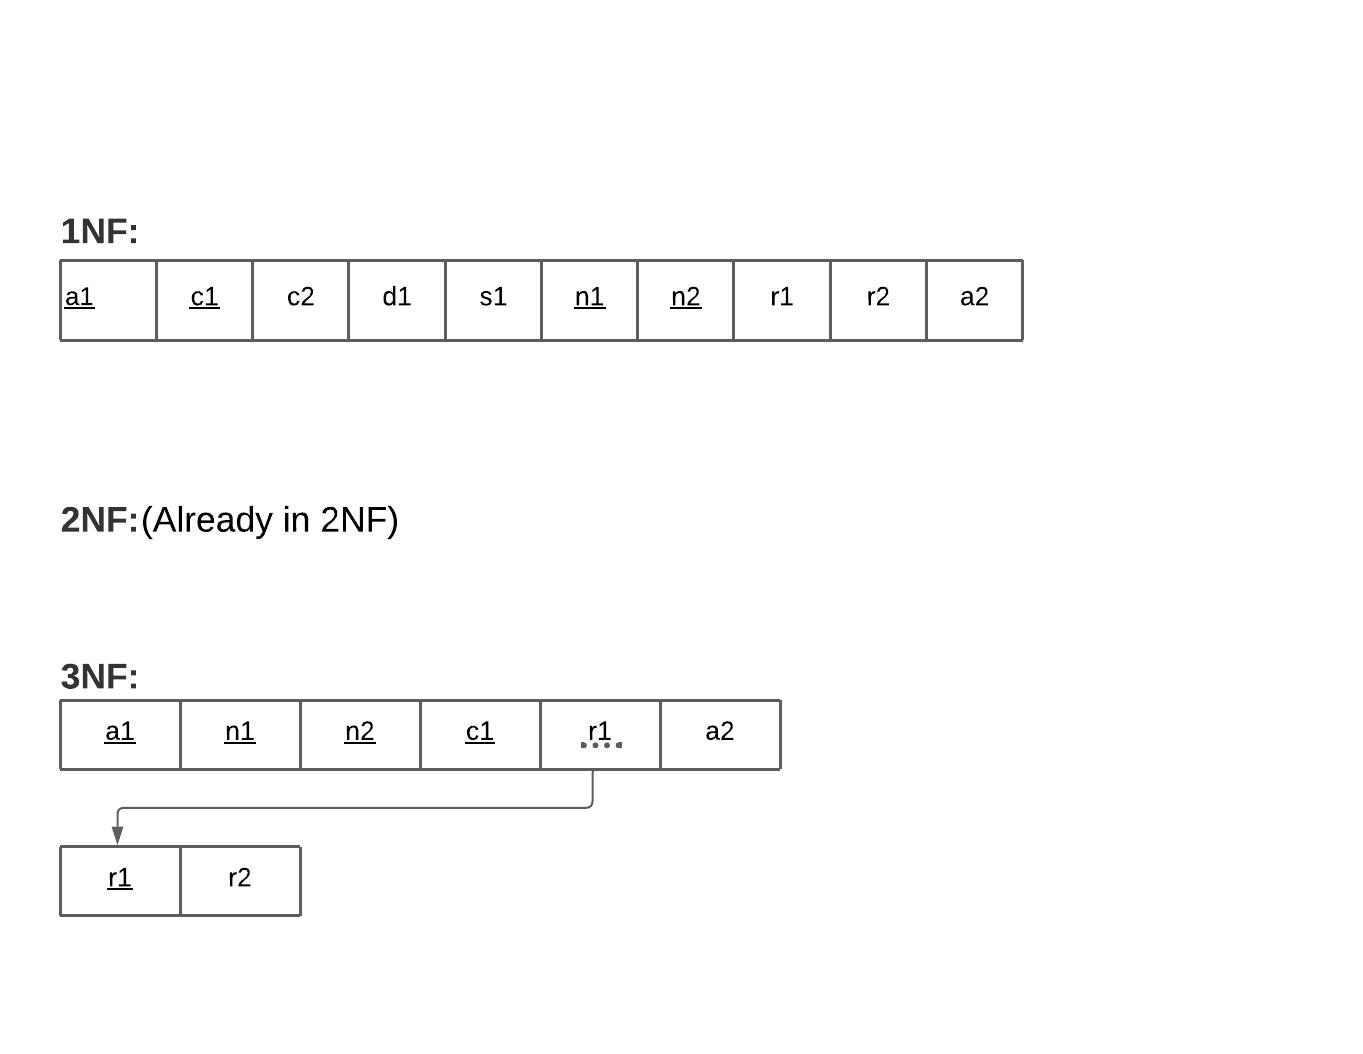 1NF:
a1 c1 c2 d1 s1 n1 n2 r1 r2 a2
2NF:(Already in 2NF)
3NF:
a1 n1 n2 c1 r1 a2
r1 r2